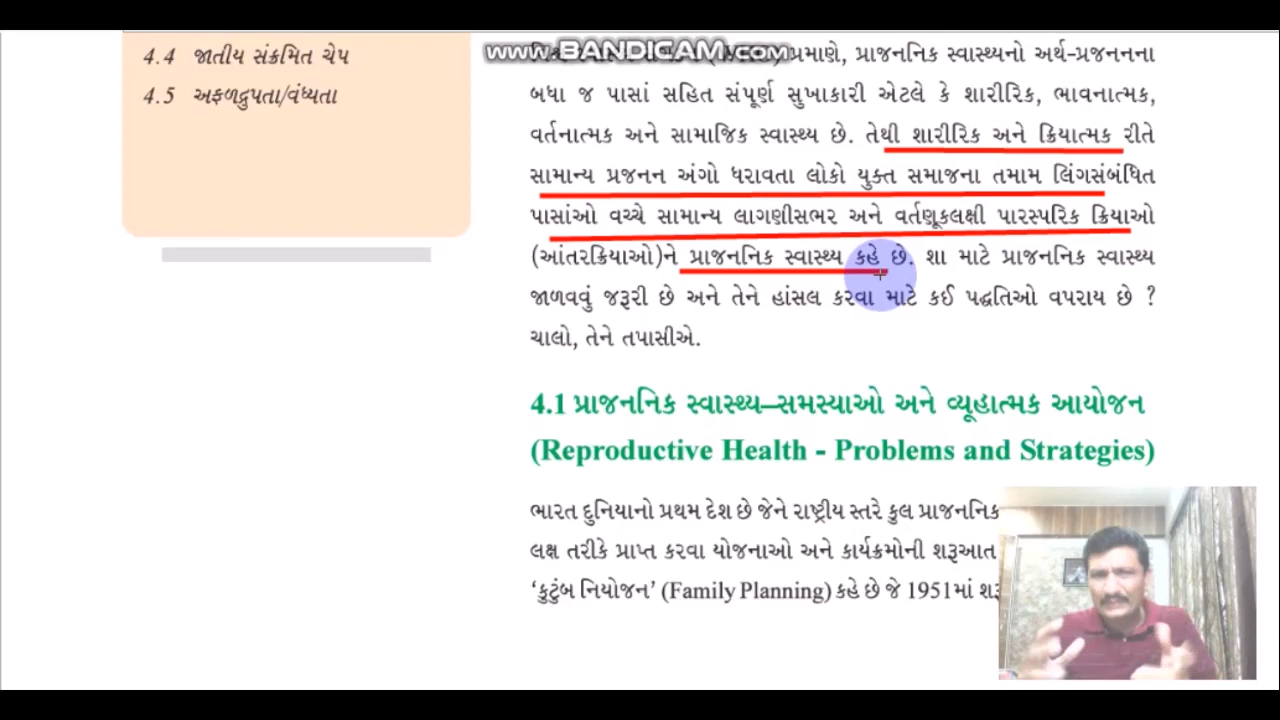 4.4 જાતીય સંક્રમિત ચેપ
4.5 અફળદ્રુપતા/વંધ્યતા
www.BANDICAM.com
પ્રમાણે, પ્રાજનનિક સ્વાસ્થ્યનો અર્થ-પ્રજનનના
બધા જ પાસાં સહિત સંપૂર્ણ સુખાકારી એટલે કે શારીરિક, ભાવનાત્મક,
વર્તનાત્મક અને સામાજિક સ્વાસ્થ્ય છે. તેથી શારીરિક અને ક્રિયાત્મક રીતે
સામાન્ય પ્રજનન અંગો ધરાવતા લોકો યુક્ત સમાજના તમામ લિંગસંબંધિત
પાસાંઓ વચ્ચે સામાન્ય લાગણીસભર અને વર્તણૂકલક્ષી પારસ્પરિક ક્રિયાઓ
(આંતરક્રિયાઓ)ને પ્રાજનનિક સ્વાસ્થ્ય કહે છે. શા માટે પ્રાજનનિક સ્વાસ્થ્ય
જાળવવું જરૂરી છે અને તેને હાંસલ કરવા માટે કઈ પદ્ધતિઓ વપરાય છે ?
ચાલો, તેને તપાસીએ.
4.1 પ્રાજનનિક સ્વાસ્થ્ય–સમસ્યાઓ અને વ્યૂહાત્મક આયોજન
(Reproductive Health - Problems and Strategies)
ભારત દુનિયાનો પ્રથમ દેશ છે જેને રાષ્ટ્રીય સ્તરે કુલ પ્રાજનનિક
લક્ષ તરીકે પ્રાપ્ત કરવા યોજનાઓ અને કાર્યક્રમોની શરૂઆત
‘કુટુંબ નિયોજન’ (Family Planning) કહે છે જે 1951માં